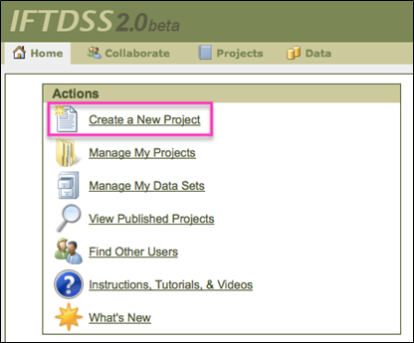 IFTDSS2.0beta
Home Collaborate Projects Data
Actions
Create a New Project
Manage My Projects
Manage My Data Sets
View Published Projects
Find Other Users
Instructions, Tutorials, & Videos
What's New